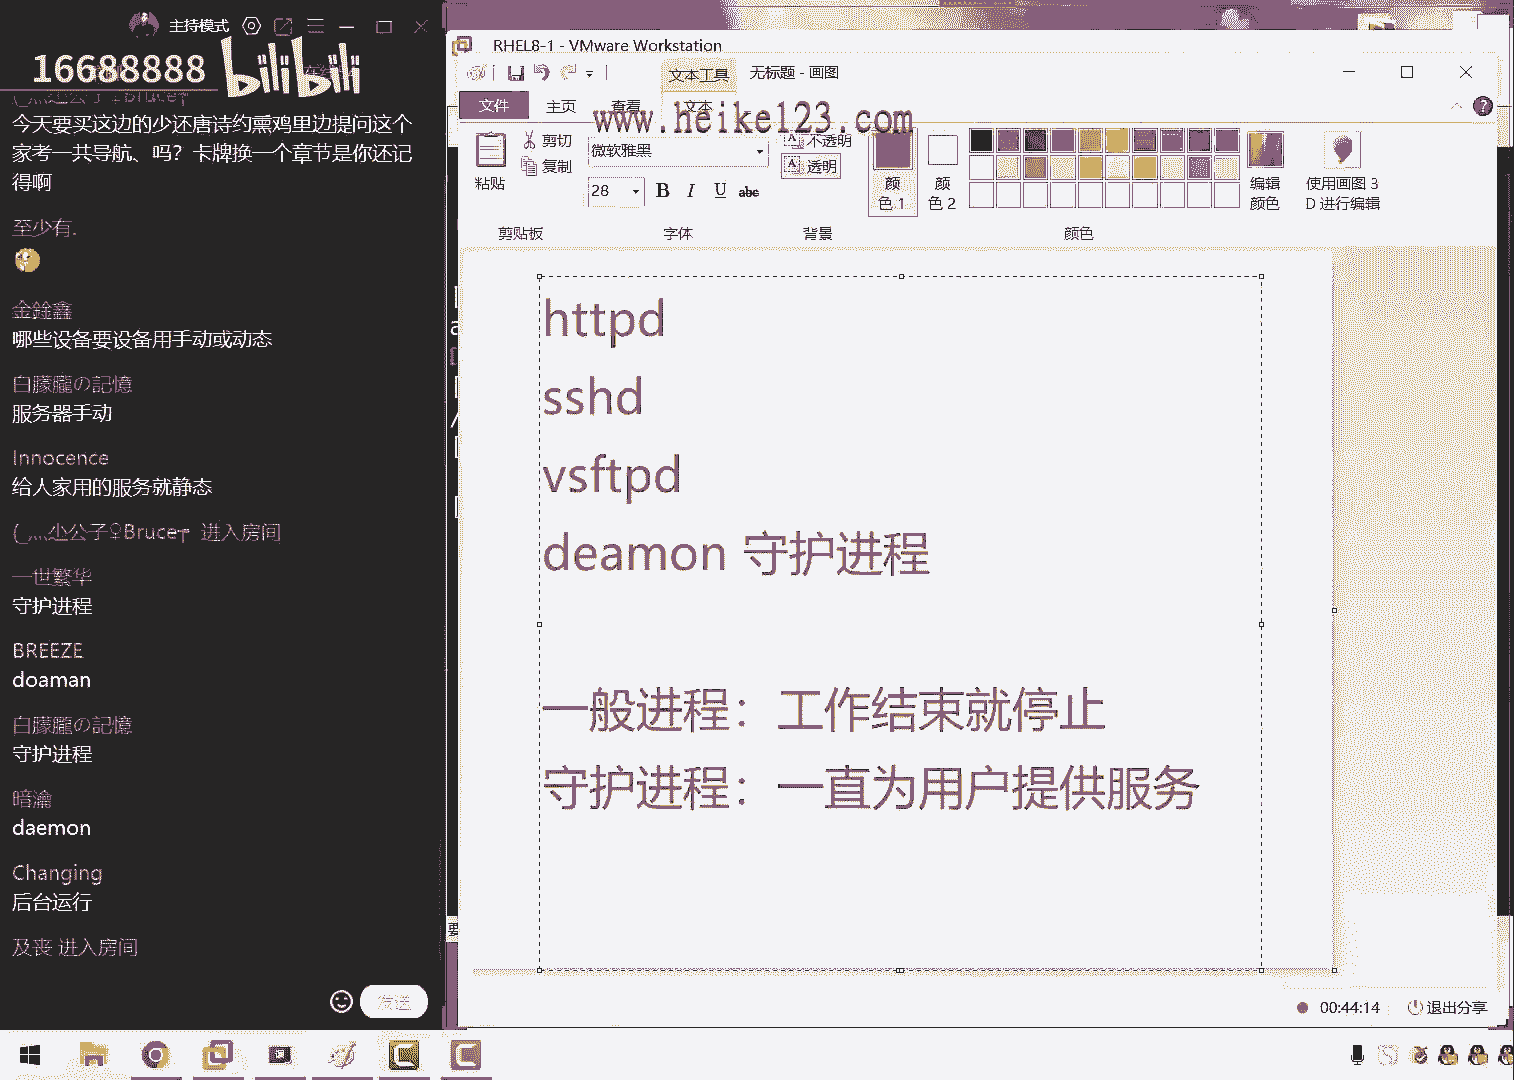 主持模式
16688888 bilibili
今天要买这边的少还唐诗约熏鸡里边提问这个
家考一共导航、吗？卡牌换一个章节是你还记
得啊
至少有.
金鎽鑫
哪些设备要设备用手动或动态
白朦朧の記憶
服务器手动
Innocence
给人家用的服务就静态
公子♀Bruce 进入房间
一世繁华
守护进程
BREEZE
doaman
白朦朧の記憶
守护进程
暗瀹
daemon
Changing
后台运行
及丧 进入房间
发送
RHEL8-1 - VMware Workstation
文本工具 无标题 - 画图
文件 主页 查看 文本
www.heike123.com
粘贴 剪切 复制
微软雅黑
28 B I U abc
不透明
透明
颜
色 1
颜
色 2
编辑
颜色
使用画图 3
D 进行编辑
剪贴板 字体 背景 颜色
httpd
sshd
vsftpd
deamon 守护进程
一般进程：工作结束就停止
守护进程：一直为用户提供服务
00:44:14 退出分享